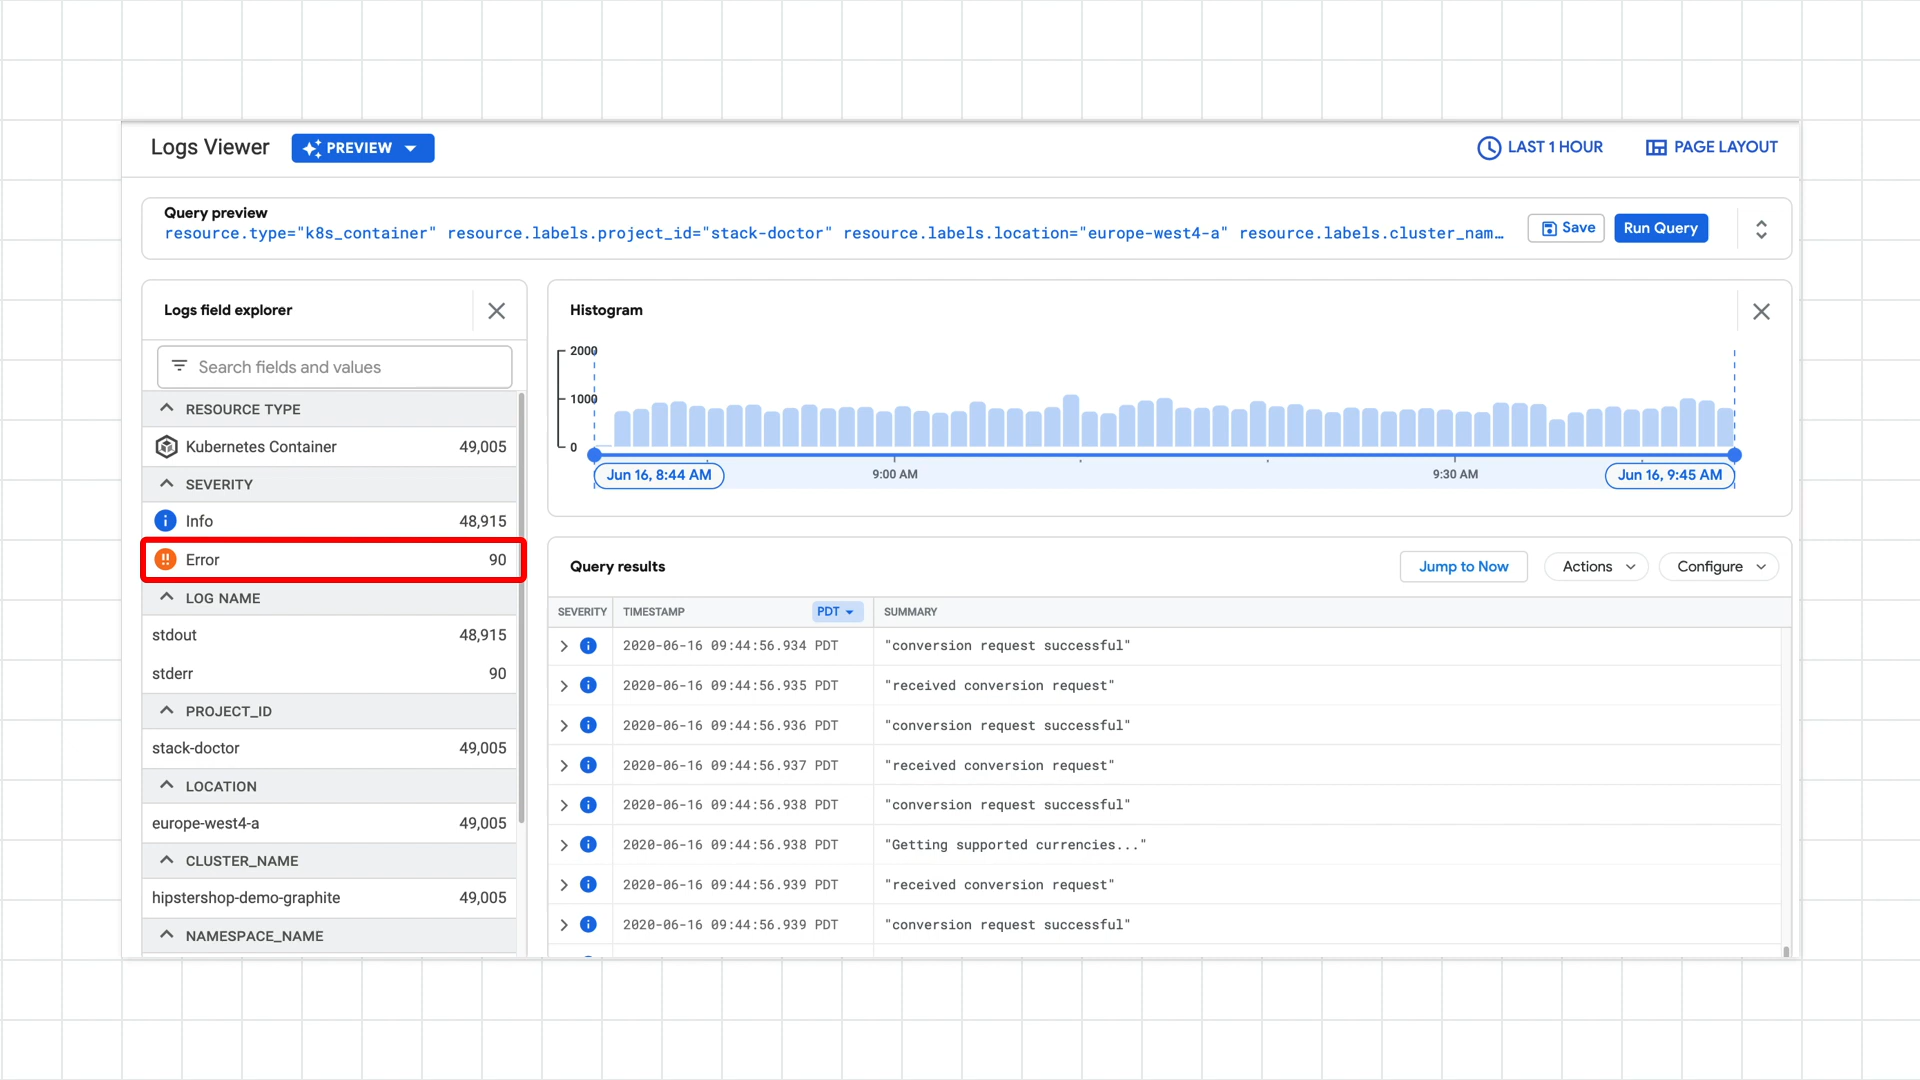 Logs Viewer
PREVIEW
LAST 1 HOUR
PAGE LAYOUT
Query preview
resource.type="k8s_container" resource.labels.project_id="stack-doctor" resource.labels.location="europe-west4-a" resource.labels.cluster_nam…
Save
Run Query
Logs field explorer
Search fields and values
RESOURCE TYPE
Kubernetes Container 49,005
SEVERITY
Info 48,915
Error 90
LOG NAME
stdout 48,915
stderr 90
PROJECT_ID
stack-doctor 49,005
LOCATION
europe-west4-a 49,005
CLUSTER_NAME
hipstershop-demo-graphite 49,005
NAMESPACE_NAME
Histogram
2000
1000
0
Jun 16, 8:44 AM
9:00 AM
9:30 AM
Jun 16, 9:45 AM
Query results
Jump to Now
Actions
Configure
SEVERITY TIMESTAMP PDT SUMMARY
2020-06-16 09:44:56.934 PDT "conversion request successful"
2020-06-16 09:44:56.935 PDT "received conversion request"
2020-06-16 09:44:56.936 PDT "conversion request successful"
2020-06-16 09:44:56.937 PDT "received conversion request"
2020-06-16 09:44:56.938 PDT "conversion request successful"
2020-06-16 09:44:56.938 PDT "Getting supported currencies..."
2020-06-16 09:44:56.939 PDT "received conversion request"
2020-06-16 09:44:56.939 PDT "conversion request successful"